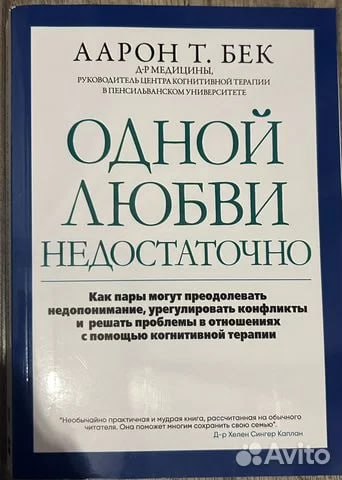 ААРОН Т. БЕК
Д-Р МЕДИЦИНЫ,
РУКОВОДИТЕЛЬ ЦЕНТРА КОГНИТИВНОЙ ТЕРАПИИ
В ПЕНСИЛЬВАНСКОМ УНИВЕРСИТЕТЕ
ОДНОЙ
ЛЮБВИ
НЕДОСТАТОЧНО
Как пары могут преодолевать
недопонимание, урегулировать конфликты
и решать проблемы в отношениях
с помощью когнитивной терапии
"Необычайно практичная и мудрая книга, рассчитанная на обычного
читателя. Она поможет многим сохранить свою семью".
Д-р Хелен Сингер Каплан
Avito